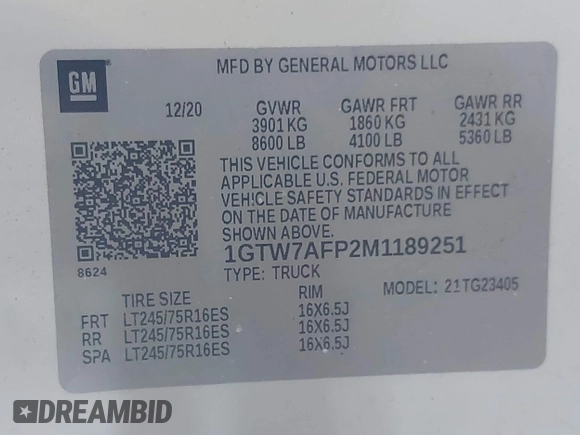 GM
MFD BY GENERAL MOTORS LLC
12/20 GVWR GAWR FRT GAWR RR
3901 KG 1860 KG 2431 KG
8600 LB 4100 LB 5360 LB
THIS VEHICLE CONFORMS TO ALL
APPLICABLE U.S. FEDERAL MOTOR
VEHICLE SAFETY STANDARDS IN EFFECT
ON THE DATE OF MANUFACTURE
SHOWN ABOVE.
8624
1GTW7AFP2M1189251
TYPE: TRUCK MODEL: 21TG23405
TIRE SIZE RIM
FRT LT245/75R16ES 16X6.5J
RR LT245/75R16ES 16X6.5J
SPA LT245/75R16ES 16X6.5J
DREAMBID